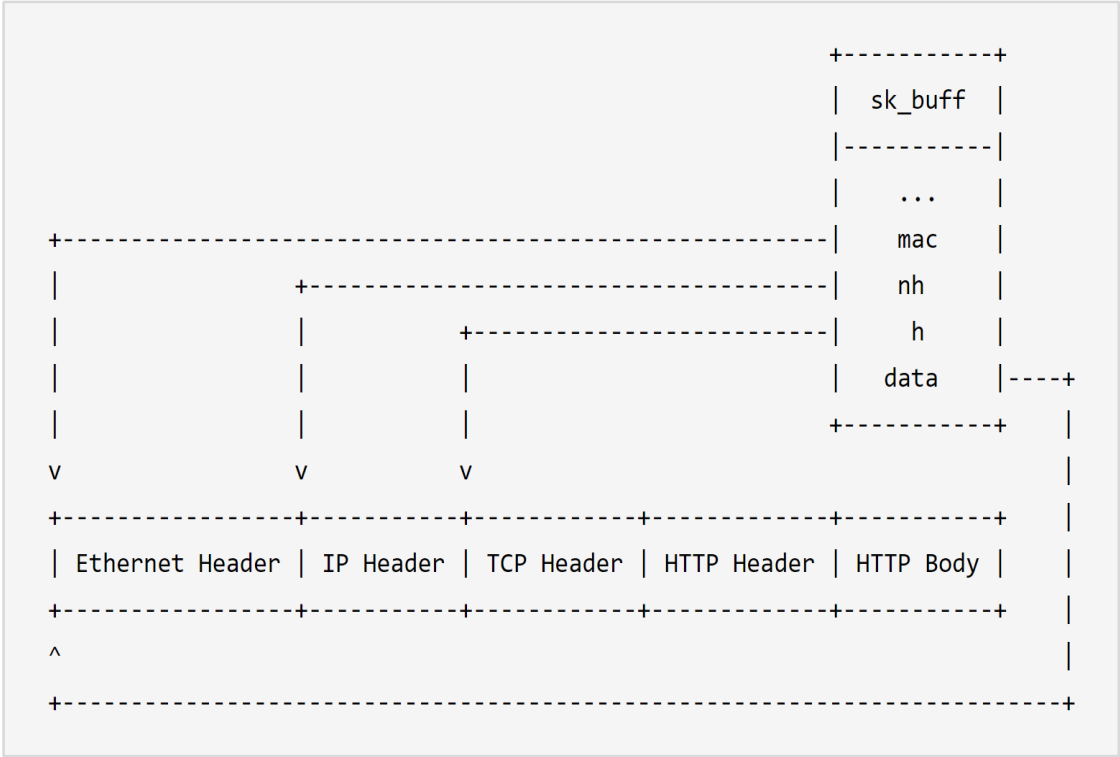 +-----------+
| sk_buff |
|-----------|
| ... |
+--------------------------------------------------------| mac |
| +--------------------------------------| nh |
| | +--------------------------| h |
| | | | data |----+
| | | +-----------+ |
v v v |
+-----------------+-----------+------------+-------------+-----------+ |
| Ethernet Header | IP Header | TCP Header | HTTP Header | HTTP Body | |
+-----------------+-----------+------------+-------------+-----------+ |
^ |
+-------------------------------------------------------------------------+